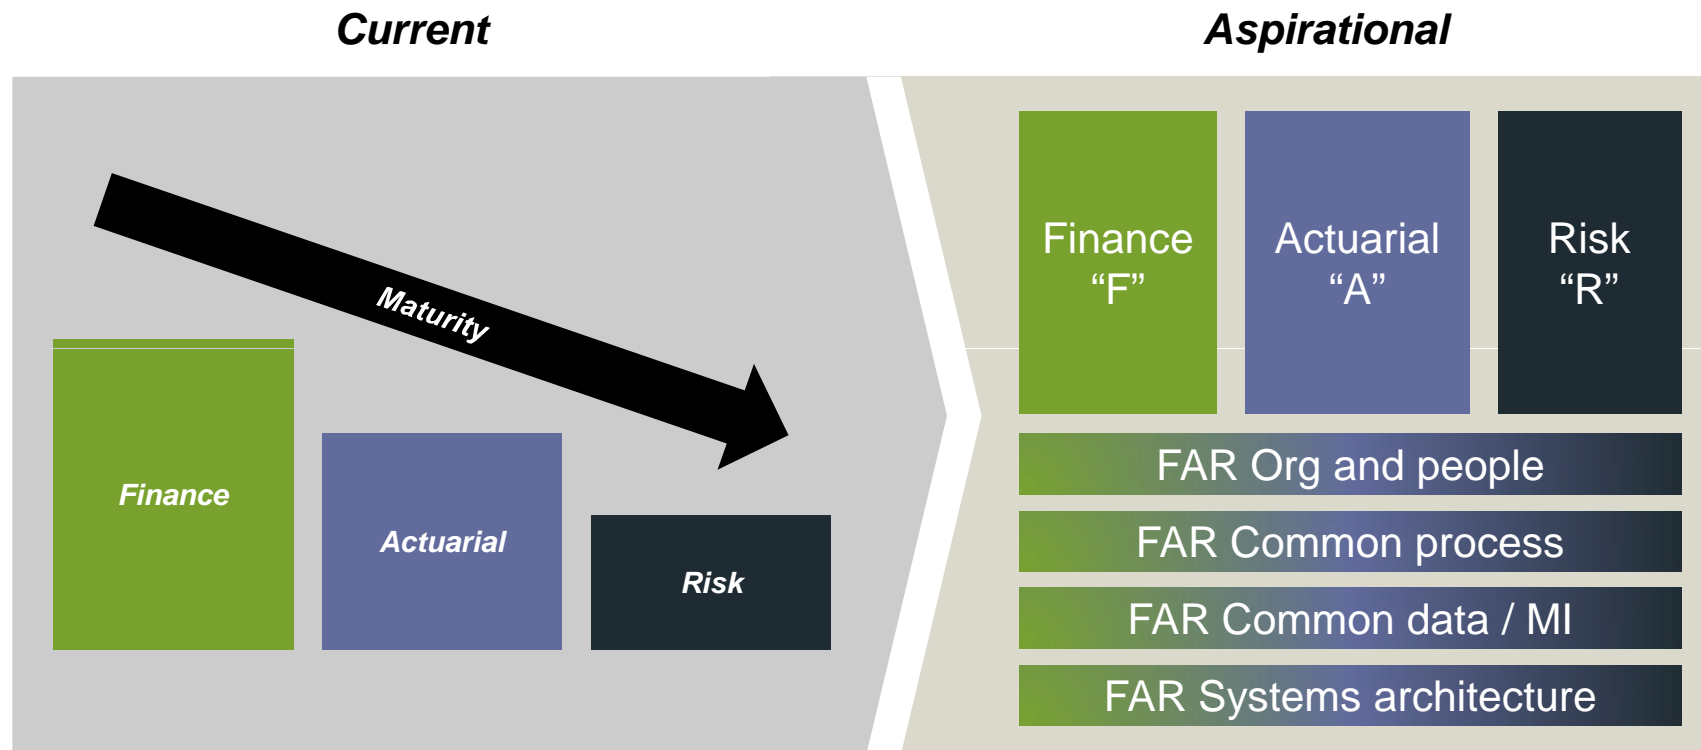 Current
Aspirational
Maturity
Finance
Actuarial
Risk
Finance
“F”
Actuarial
“A”
Risk
“R”
FAR Org and people
FAR Common process
FAR Common data / MI
FAR Systems architecture